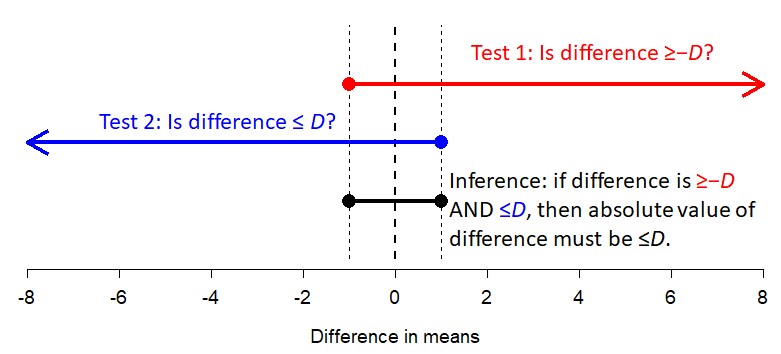 Test 1: Is difference ≥−D?
Test 2: Is difference ≤ D?
Inference: if difference is ≥−D
AND ≤D, then absolute value of
difference must be ≤D.
-8 -6 -4 -2 0 2 4 6 8
Difference in means